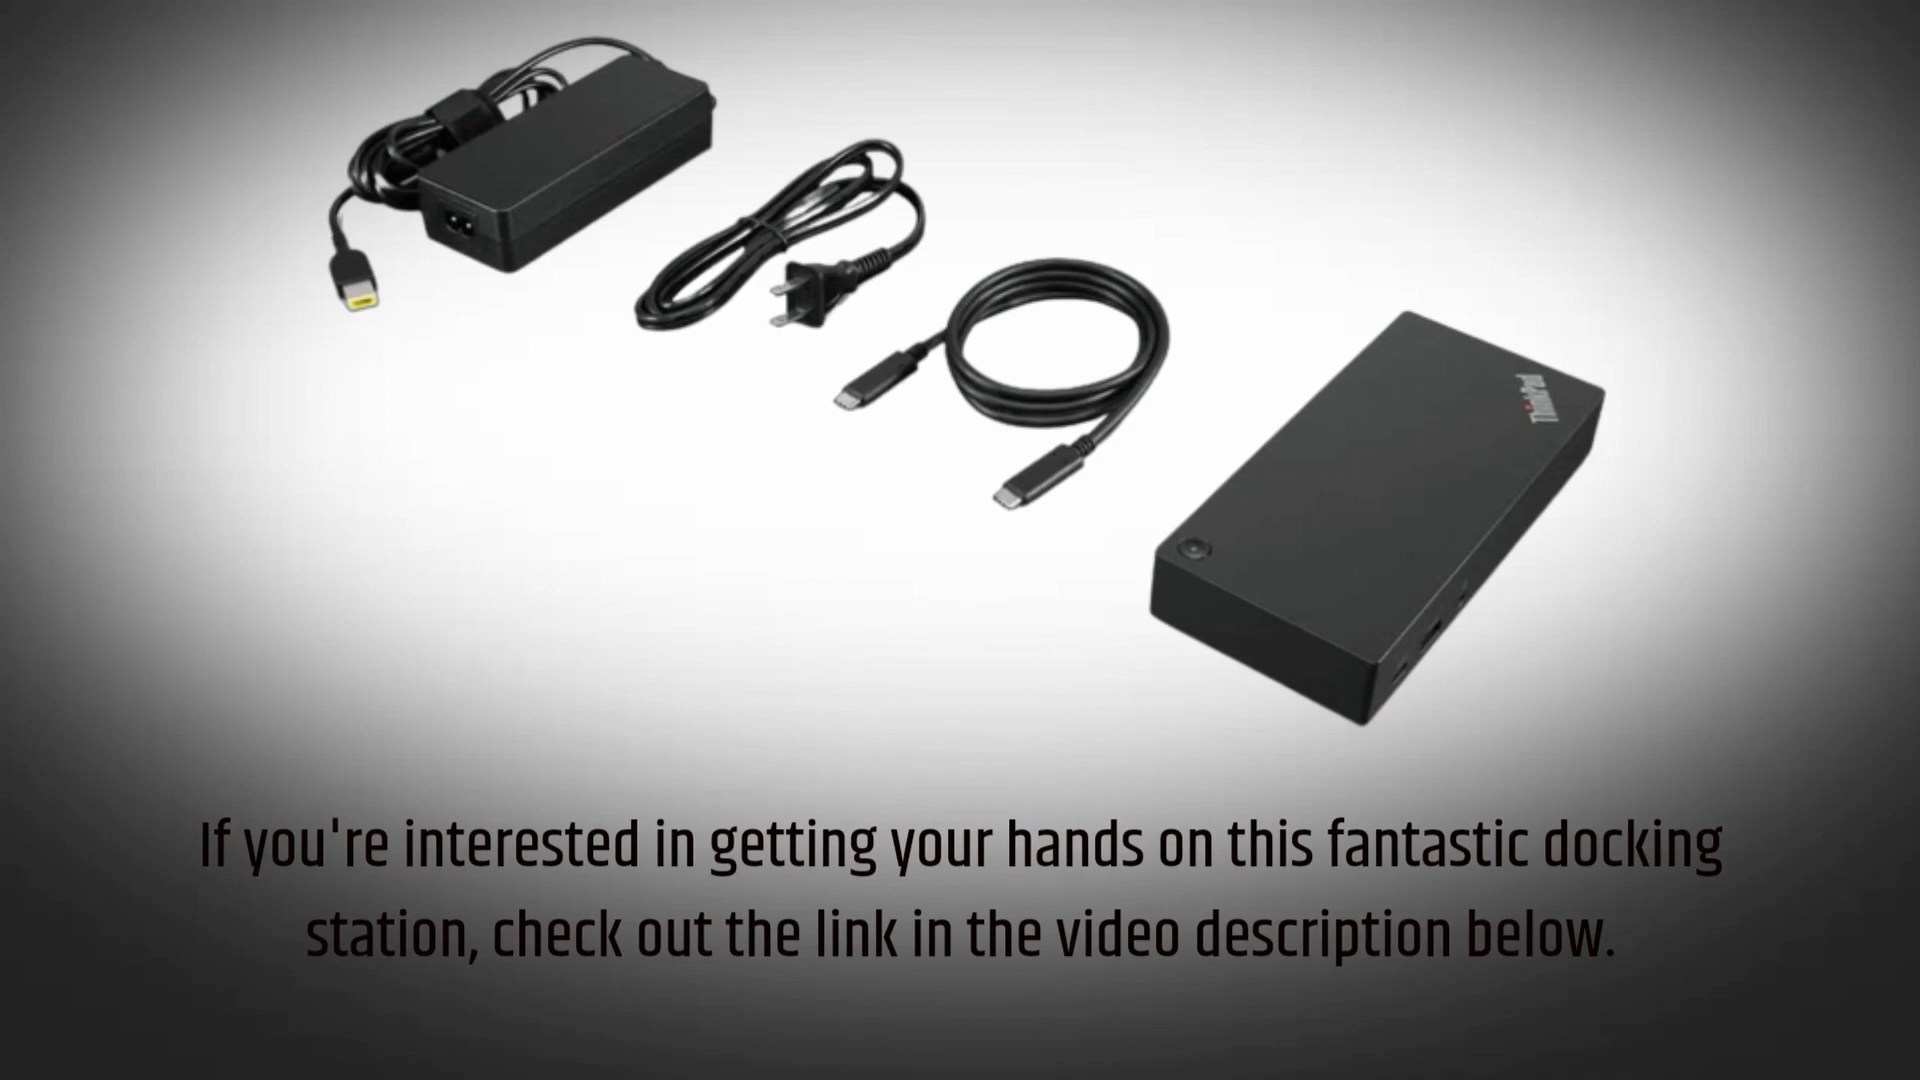 ThinkPad
If you're interested in getting your hands on this fantastic docking
station, check out the link in the video description below.